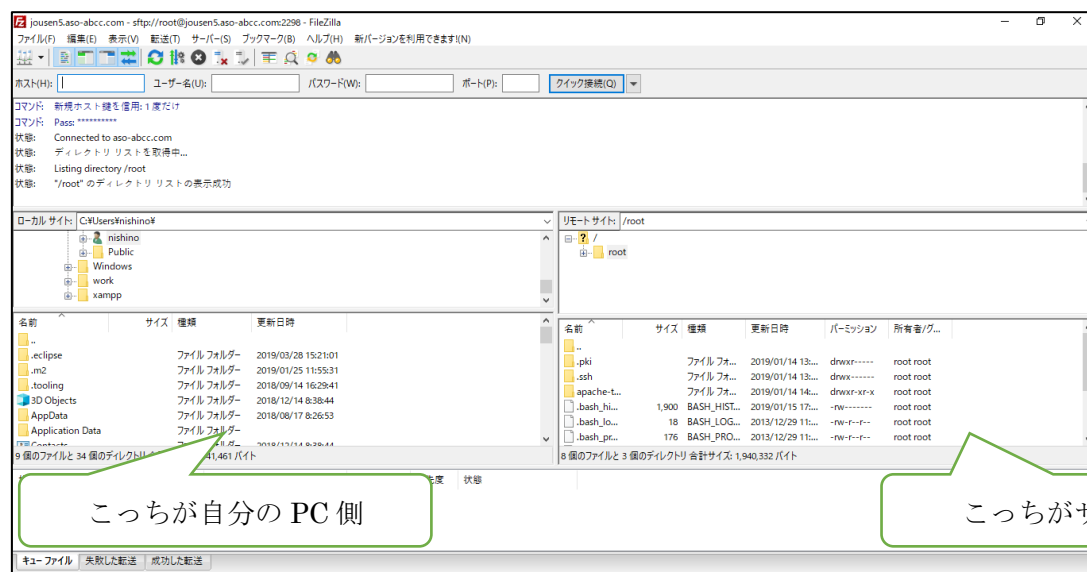 jousen5.aso-abcc.com - sftp://root@jousen5.aso-abcc.com:2298 - FileZilla
ファイル(F) 編集(E) 表示(V) 転送(T) サーバー(S) ブックマーク(B) ヘルプ(H) 新バージョンを利用できます!(N)
ホスト(H): ユーザー名(U): パスワード(W): ポート(P): クイック接続(Q)
コマンド: 新規ホスト鍵を信用: 1 度だけ
コマンド: Pass: **********
状態: Connected to aso-abcc.com
状態: ディレクトリ リストを取得中...
状態: Listing directory /root
状態: "/root" のディレクトリ リストの表示成功
ローカル サイト: C:¥Users¥nishino¥
nishino
Public
Windows
work
xampp
リモート サイト: /root
/
root
名前 サイズ 種類 更新日時
..
.eclipse ファイル フォルダー 2019/03/28 15:21:01
.m2 ファイル フォルダー 2019/01/25 11:55:31
.tooling ファイル フォルダー 2018/09/14 16:29:41
3D Objects ファイル フォルダー 2018/12/14 8:38:44
AppData ファイル フォルダー 2018/08/17 8:26:53
Application Data ファイル フォルダー
Contacts 2018/12/14 8:38:44
9 個のファイルと 34 個のディレクトリ 41,461 バイト
名前 サイズ 種類 更新日時 パーミッション 所有者/グ...
..
.pki ファイル フォ... 2019/01/14 13:... drwxr----- root root
.ssh ファイル フォ... 2019/01/14 13:... drwx------ root root
apache-t... ファイル フォ... 2019/01/14 14:... drwxr-xr-x root root
.bash_hi... 1,900 BASH_HIST... 2019/01/15 17:... -rw------- root root
.bash_lo... 18 BASH_LOG... 2013/12/29 11:... -rw-r--r-- root root
.bash_pr... 176 BASH_PRO... 2013/12/29 11:... -rw-r--r-- root root
8 個のファイルと 3 個のディレクトリ 合計サイズ: 1,940,332 バイト
先度 状態
こっちが自分の PC 側
こっちがサ
キュー ファイル 失敗した転送 成功した転送